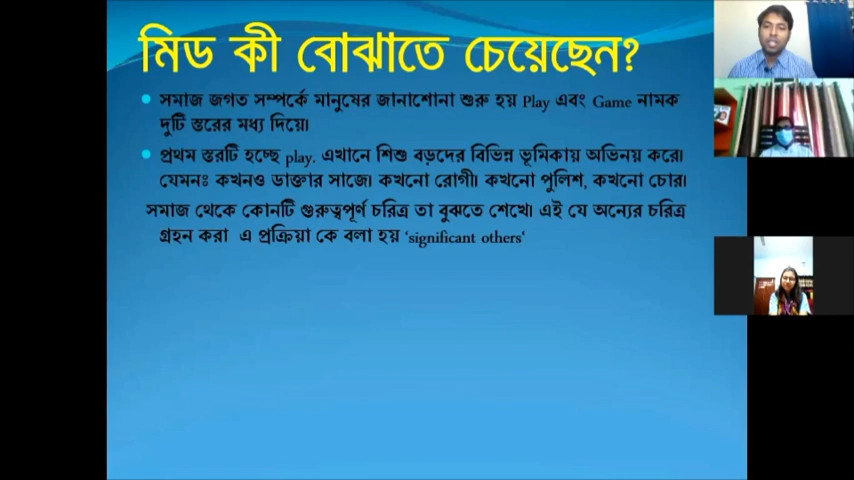 মিড কী বোঝাতে চেয়েছেন?
সমাজ জগত সম্পর্কে মানুষের জানাশোনা শুরু হয় Play এবং Game নামক
দুটি স্তরের মধ্য দিয়ে।
প্রথম স্তরটি হচ্ছে play. এখানে শিশু বড়দের বিভিন্ন ভূমিকায় অভিনয় করে।
যেমনঃ কখনও ডাক্তার সাজে। কখনো রোগী। কখনো পুলিশ, কখনো চোর।
সমাজ থেকে কোনটি গুরুত্বপূর্ণ চরিত্র তা বুঝতে শেখে। এই যে অন্যের চরিত্র
গ্রহন করা এ প্রক্রিয়া কে বলা হয় ‘significant others‘